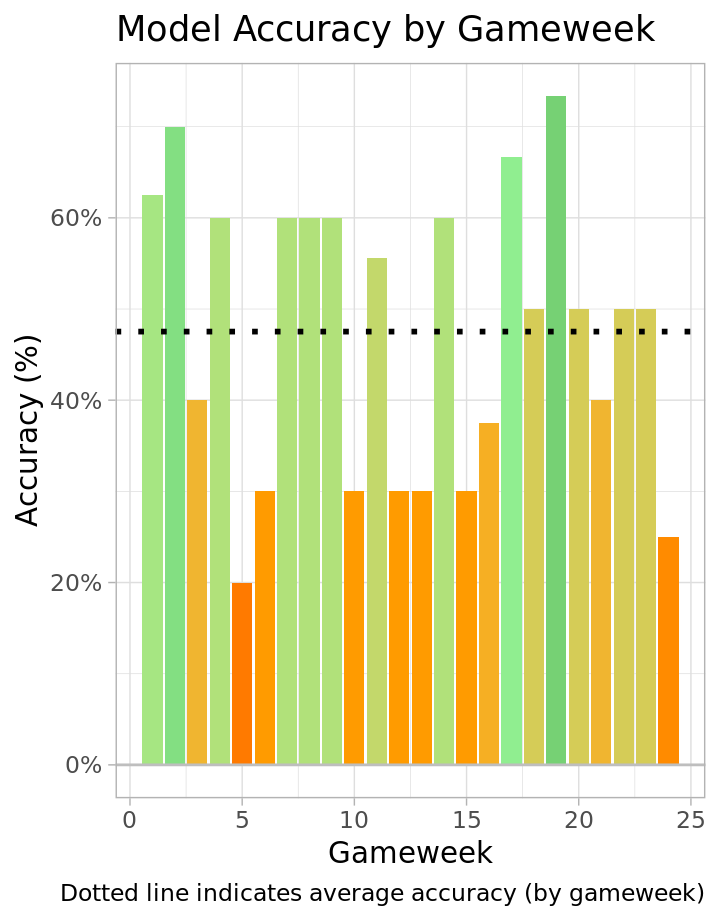 Model Accuracy by Gameweek
Accuracy (%)
60%
40%
20%
0%
0 5 10 15 20 25
Gameweek
Dotted line indicates average accuracy (by gameweek)